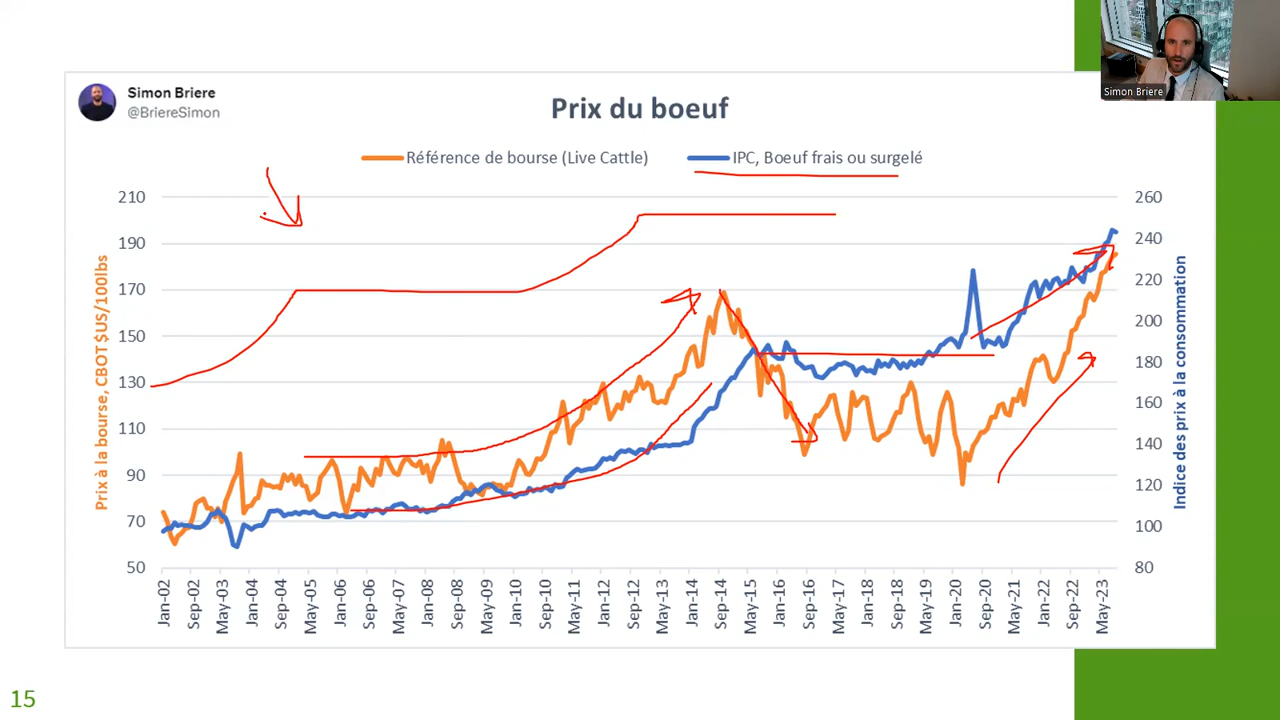 Simon Briere
@BriereSimon
Prix du boeuf
Référence de bourse (Live Cattle)
IPC, Boeuf frais ou surgelé
Simon Briere
210
190
170
150
130
110
90
70
50
Prix à la bourse, CBOT $US/100lbs
260
240
220
200
180
160
140
120
100
80
Indice des prix à la consommation
Jan-02
Sep-02
May-03
Jan-04
Sep-04
May-05
Jan-06
Sep-06
May-07
Jan-08
Sep-08
May-09
Jan-10
Sep-10
May-11
Jan-12
Sep-12
May-13
Jan-14
Sep-14
May-15
Jan-16
Sep-16
May-17
Jan-18
Sep-18
May-19
Jan-20
Sep-20
May-21
Jan-22
Sep-22
May-23
15